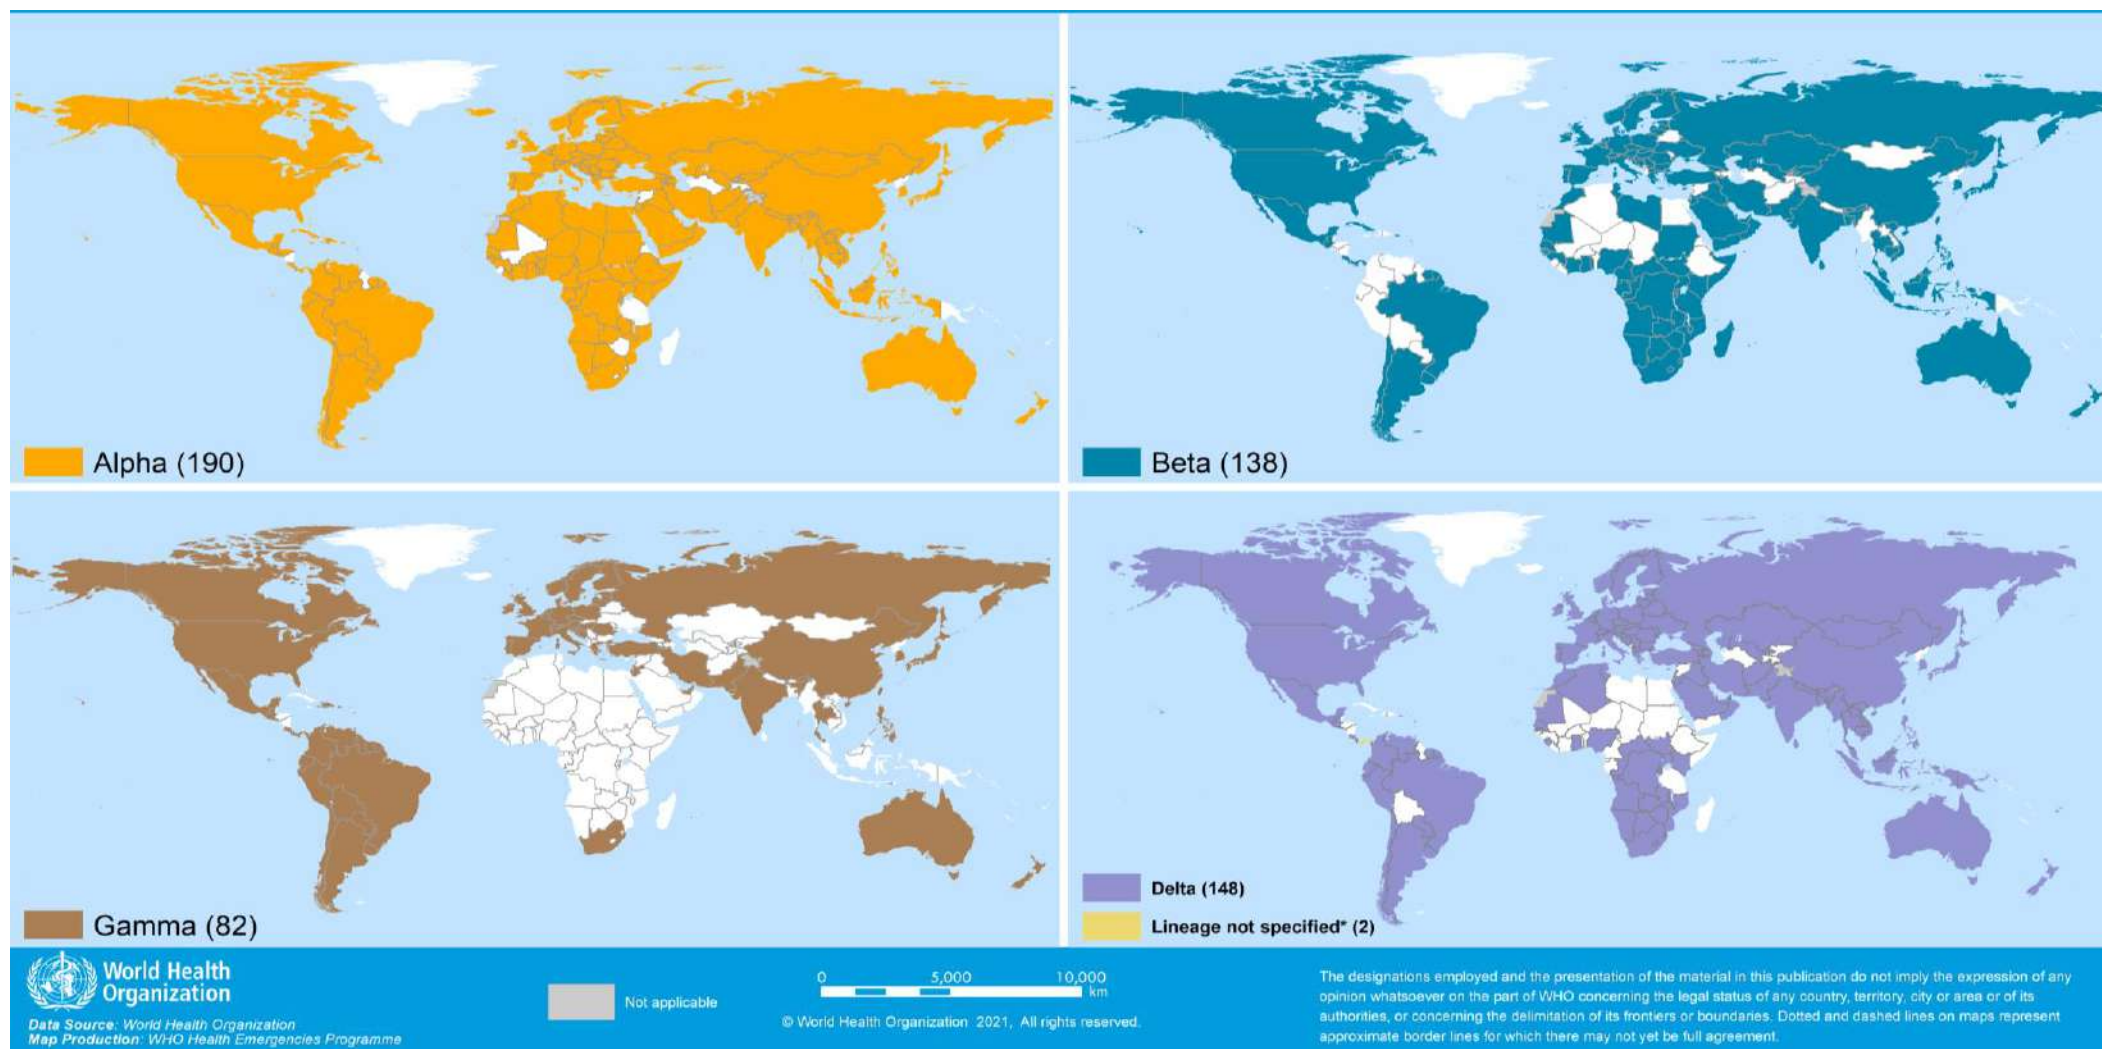 Alpha (190)
Beta (138)
Gamma (82)
Delta (148)
Lineage not specified* (2)
World Health
Organization
Data Source: World Health Organization
Map Production: WHO Health Emergencies Programme
Not applicable
0 5,000 10,000
km
© World Health Organization 2021, All rights reserved.
The designations employed and the presentation of the material in this publication do not imply the expression of any
opinion whatsoever on the part of WHO concerning the legal status of any country, territory, city or area or of its
authorities, or concerning the delimitation of its frontiers or boundaries. Dotted and dashed lines on maps represent
approximate border lines for which there may not yet be full agreement.